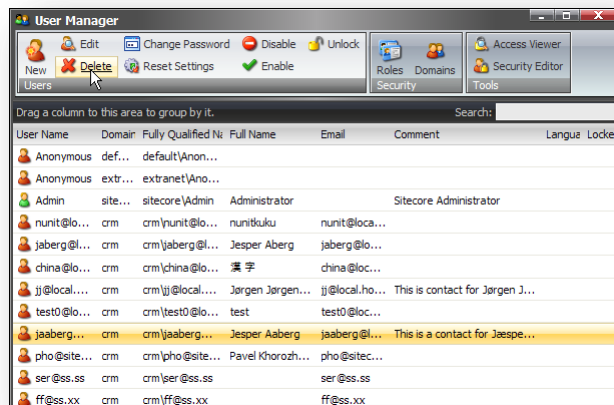 User Manager
Edit Change Password Disable Unlock Access Viewer
New Delete Reset Settings Enable Roles Domains Security Editor
Users Security Tools
Drag a column to this area to group by it. Search:
User Name Domain Fully Qualified Na Full Name Email Comment Langua Locke
Anonymous def... default\Anon...
Anonymous extr... extranet\Ano...
Admin site... sitecore\Admin Administrator Sitecore Administrator
nunit@lo... crm crm\nunit@lo... nunitkuku nunit@loca...
jaberg@l... crm crm\jaberg@l... Jesper Aberg jaberg@lo...
china@lo... crm crm\china@lo... 漢字 china@loc...
jj@local.... crm crm\jj@local.... Jørgen Jørgen... jj@local.ho... This is contact for Jørgen J...
test0@lo... crm crm\test0@lo... test test0@loc...
jaaberg... crm crm\jaaberg... Jesper Aaberg jaaberg@l... This is a contact for Jæspe...
pho@site... crm crm\pho@site... Pavel Khorozh... pho@sitec...
ser@ss.ss crm crm\ser@ss.ss ser@ss.ss
ff@ss.xx crm crm\ff@ss.xx ff@ss.xx